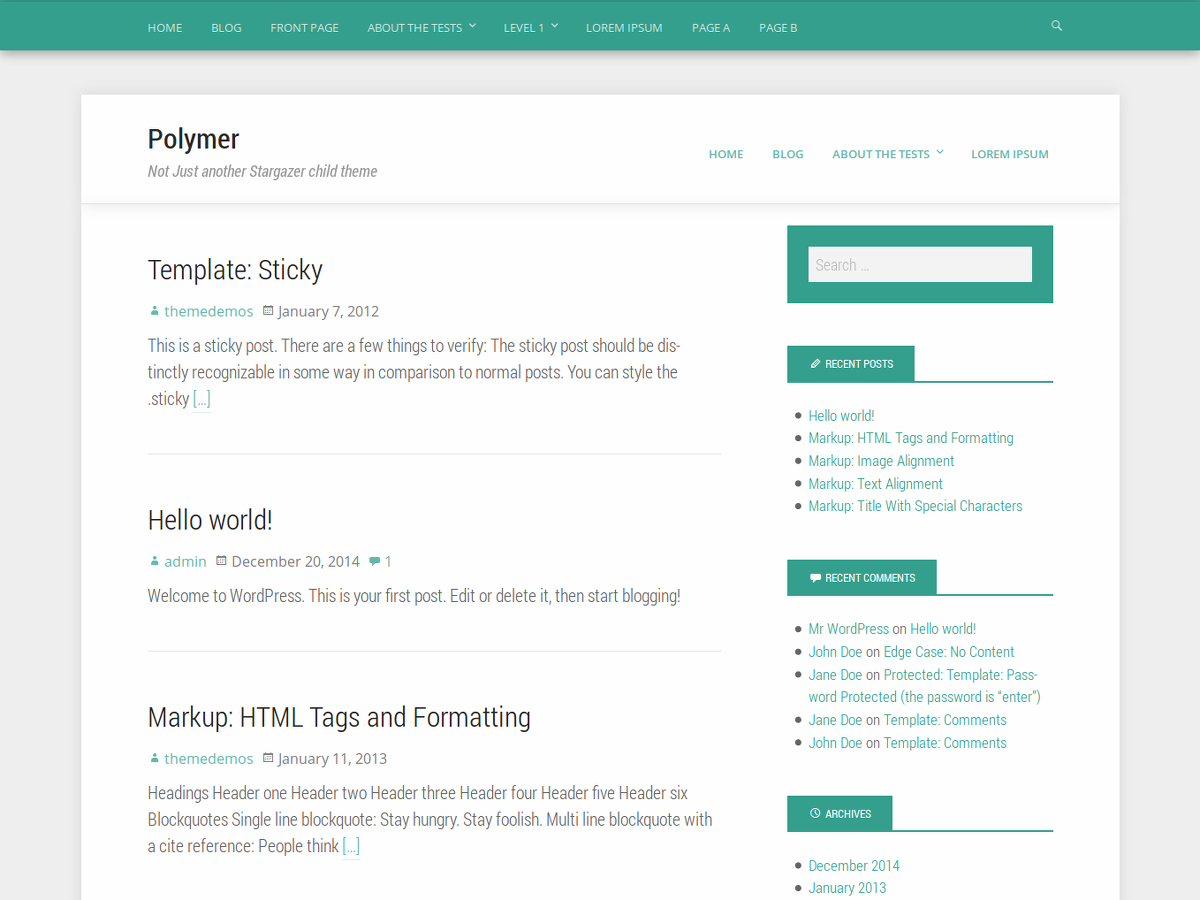 HOME BLOG FRONT PAGE ABOUT THE TESTS LEVEL 1 LOREM IPSUM PAGE A PAGE B
Polymer
Not Just another Stargazer child theme
HOME BLOG ABOUT THE TESTS LOREM IPSUM
Template: Sticky
themedemos January 7, 2012
This is a sticky post. There are a few things to verify: The sticky post should be dis-
tinctly recognizable in some way in comparison to normal posts. You can style the
.sticky [...]
Hello world!
admin December 20, 2014 1
Welcome to WordPress. This is your first post. Edit or delete it, then start blogging!
Markup: HTML Tags and Formatting
themedemos January 11, 2013
Headings Header one Header two Header three Header four Header five Header six
Blockquotes Single line blockquote: Stay hungry. Stay foolish. Multi line blockquote with
a cite reference: People think [...]
Search ...
RECENT POSTS
Hello world!
Markup: HTML Tags and Formatting
Markup: Image Alignment
Markup: Text Alignment
Markup: Title With Special Characters
RECENT COMMENTS
Mr WordPress on Hello world!
John Doe on Edge Case: No Content
Jane Doe on Protected: Template: Pass-
word Protected (the password is “enter”)
Jane Doe on Template: Comments
John Doe on Template: Comments
ARCHIVES
December 2014
January 2013